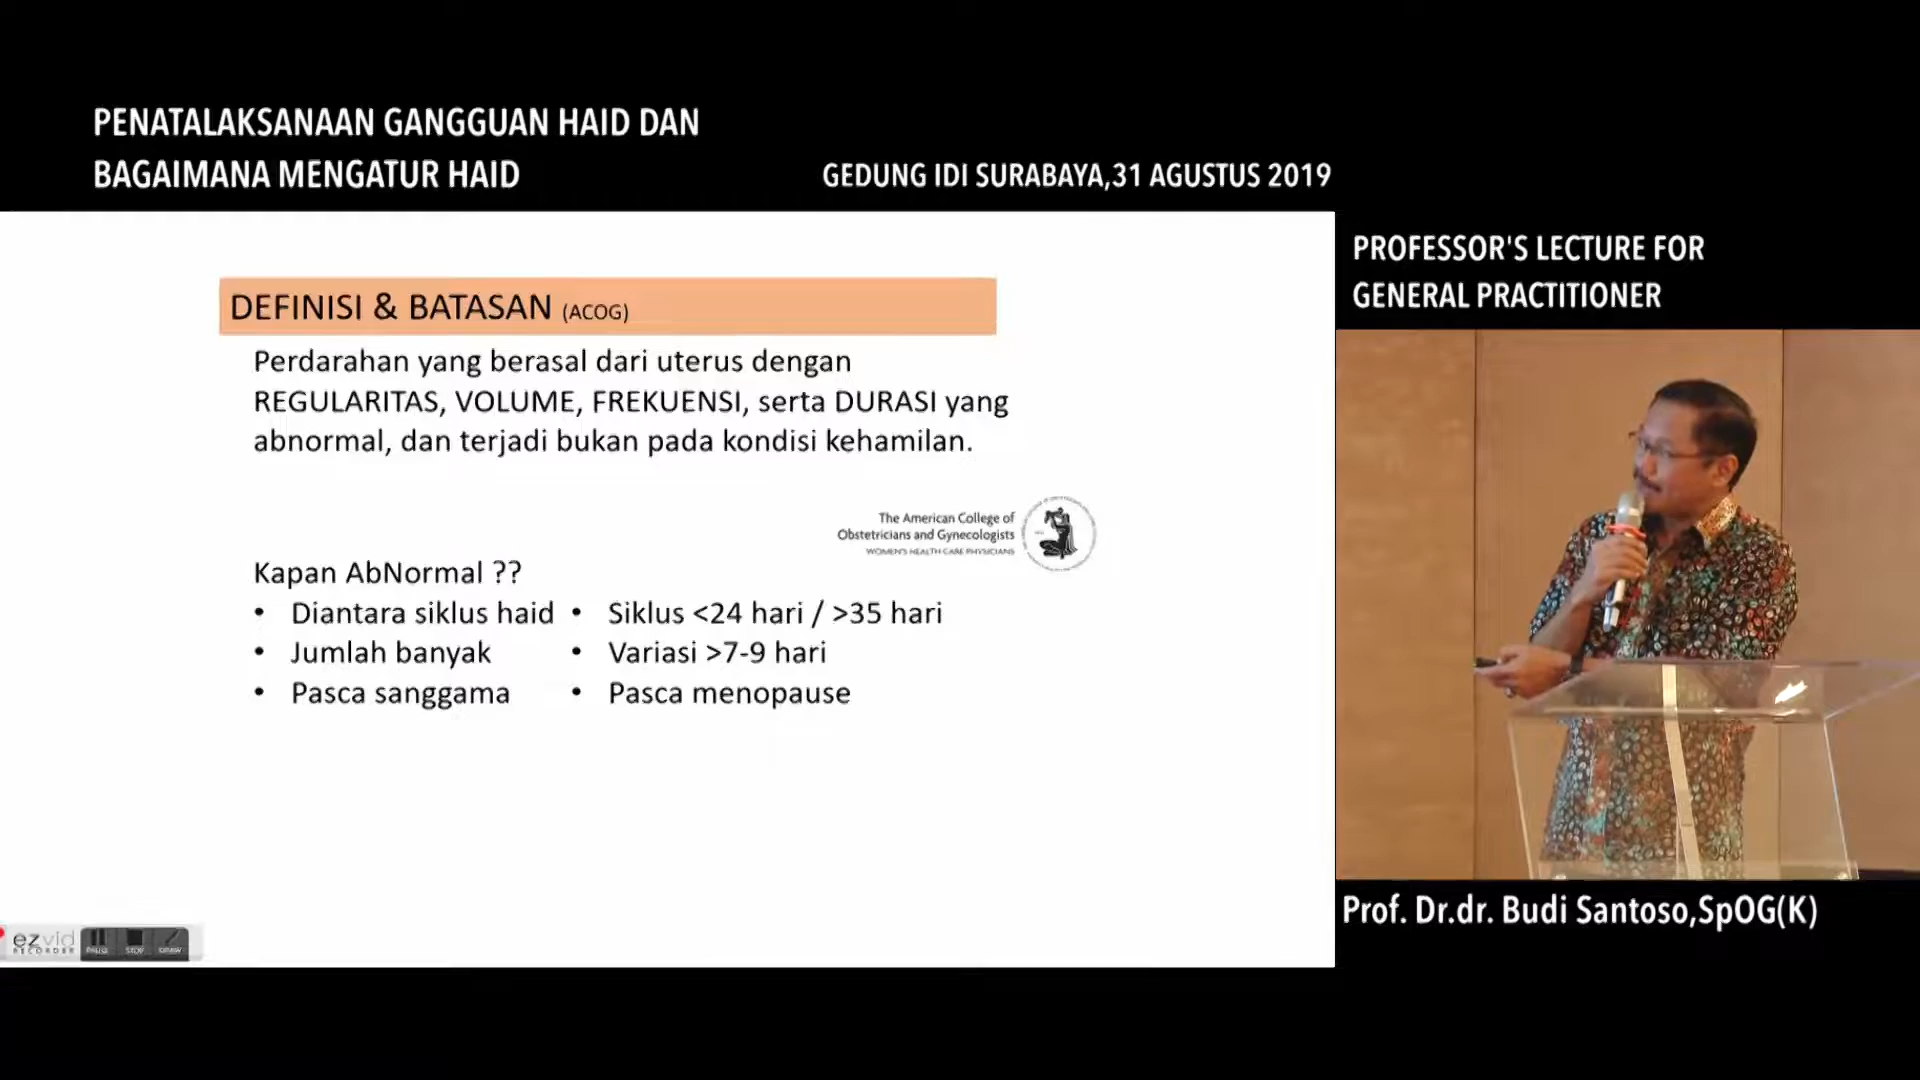 PENATALAKSANAAN GANGGUAN HAID DAN
BAGAIMANA MENGATUR HAID
GEDUNG IDI SURABAYA,31 AGUSTUS 2019
PROFESSOR'S LECTURE FOR
GENERAL PRACTITIONER
DEFINISI & BATASAN (ACOG)
Perdarahan yang berasal dari uterus dengan
REGULARITAS, VOLUME, FREKUENSI, serta DURASI yang
abnormal, dan terjadi bukan pada kondisi kehamilan.
The American College of
Obstetricians and Gynecologists
WOMEN'S HEALTH CARE PHYSICIANS
Kapan AbNormal ??
• Diantara siklus haid
• Jumlah banyak
• Pasca sanggama
• Siklus <24 hari / >35 hari
• Variasi >7-9 hari
• Pasca menopause
Prof. Dr.dr. Budi Santoso,SpOG(K)
ezvid
RECORDER
PAUSE STOP DRAW